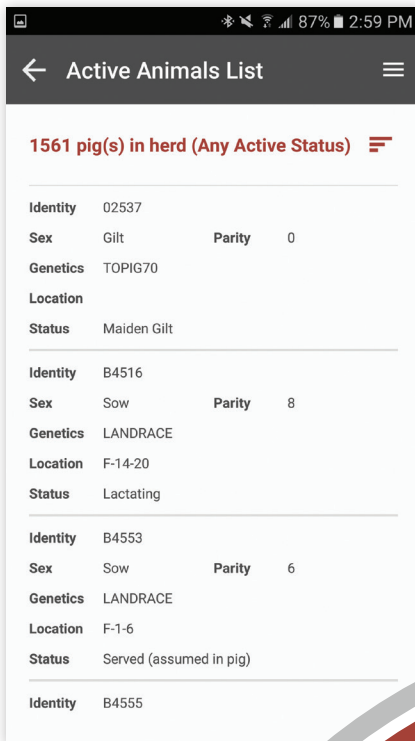 87% 2:59 PM
Active Animals List
1561 pig(s) in herd (Any Active Status)
Identity 02537
Sex Gilt Parity 0
Genetics TOPIG70
Location
Status Maiden Gilt
Identity B4516
Sex Sow Parity 8
Genetics LANDRACE
Location F-14-20
Status Lactating
Identity B4553
Sex Sow Parity 6
Genetics LANDRACE
Location F-1-6
Status Served (assumed in pig)
Identity B4555